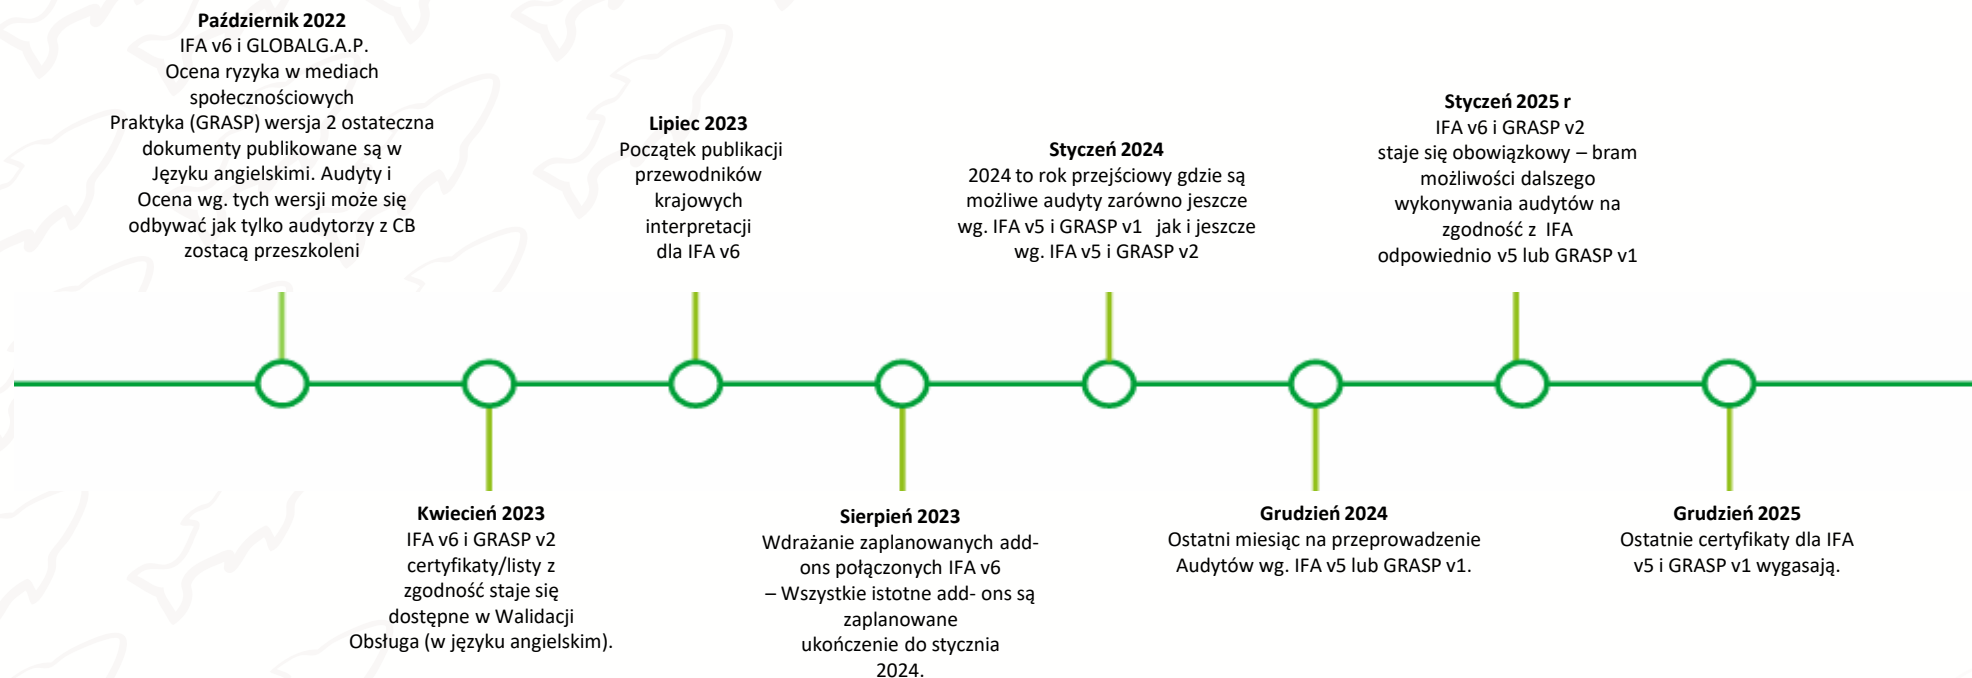 Październik 2022
IFA v6 i GLOBALG.A.P.
Ocena ryzyka w mediach
społecznościowych
Praktyka (GRASP) wersja 2 ostateczna
dokumenty publikowane są w
Języku angielskimi. Audyty i
Ocena wg. tych wersji może się
odbywać jak tylko audytorzy z CB
zostacą przeszkoleni
Kwiecień 2023
IFA v6 i GRASP v2
certyfikaty/listy z
zgodność staje się
dostępne w Walidacji
Obsługa (w języku angielskim).
Lipiec 2023
Początek publikacji
przewodników
krajowych
interpretacji
dla IFA v6
Sierpień 2023
Wdrażanie zaplanowanych add-
ons połączonych IFA v6
– Wszystkie istotne add- ons są
zaplanowane
ukończenie do stycznia
2024.
Styczeń 2024
2024 to rok przejściowy gdzie są
możliwe audyty zarówno jeszcze
wg. IFA v5 i GRASP v1 jak i jeszcze
wg. IFA v5 i GRASP v2
Grudzień 2024
Ostatni miesiąc na przeprowadzenie
Audytów wg. IFA v5 lub GRASP v1.
Styczeń 2025 r
IFA v6 i GRASP v2
staje się obowiązkowy – bram
możliwości dalszego
wykonywania audytów na
zgodność z IFA
odpowiednio v5 lub GRASP v1
Grudzień 2025
Ostatnie certyfikaty dla IFA
v5 i GRASP v1 wygasają.